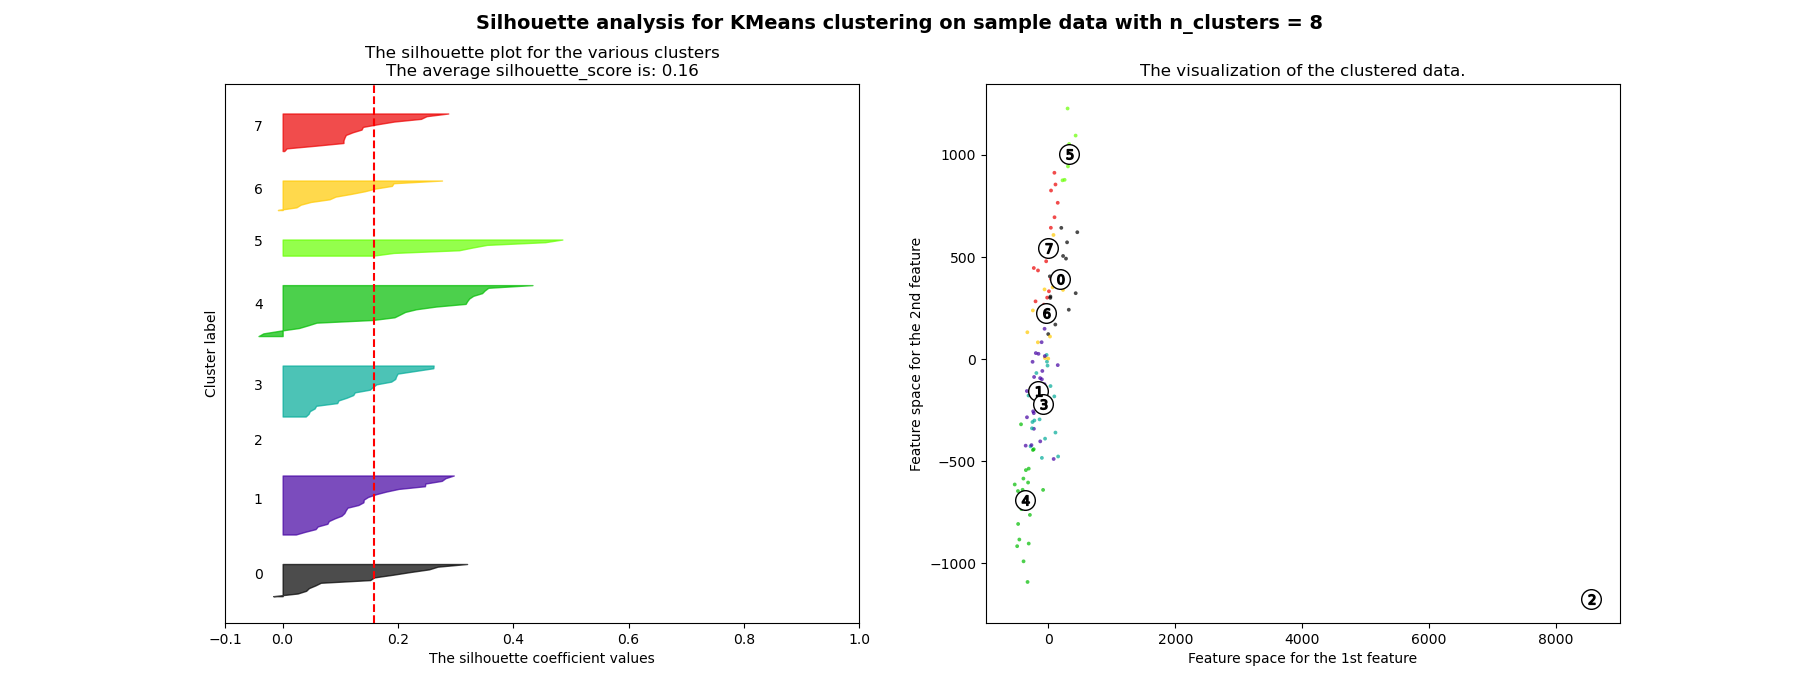 Silhouette analysis for KMeans clustering on sample data with n_clusters = 8
The silhouette plot for the various clusters
The average silhouette_score is: 0.16
Cluster label
7
6
5
4
3
2
1
0
−0.1 0.0 0.2 0.4 0.6 0.8 1.0
The silhouette coefficient values
The visualization of the clustered data.
Feature space for the 2nd feature
1000
500
0
−500
−1000
5
7
0
6
1
3
4
2
0 2000 4000 6000 8000
Feature space for the 1st feature